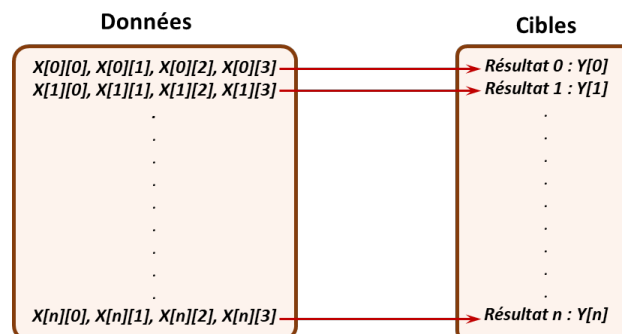 Données
Cibles
X[0][0], X[0][1], X[0][2], X[0][3]
Résultat 0 : Y[0]
X[1][0], X[1][1], X[1][2], X[1][3]
Résultat 1 : Y[1]
X[n][0], X[n][1], X[n][2], X[n][3]
Résultat n : Y[n]